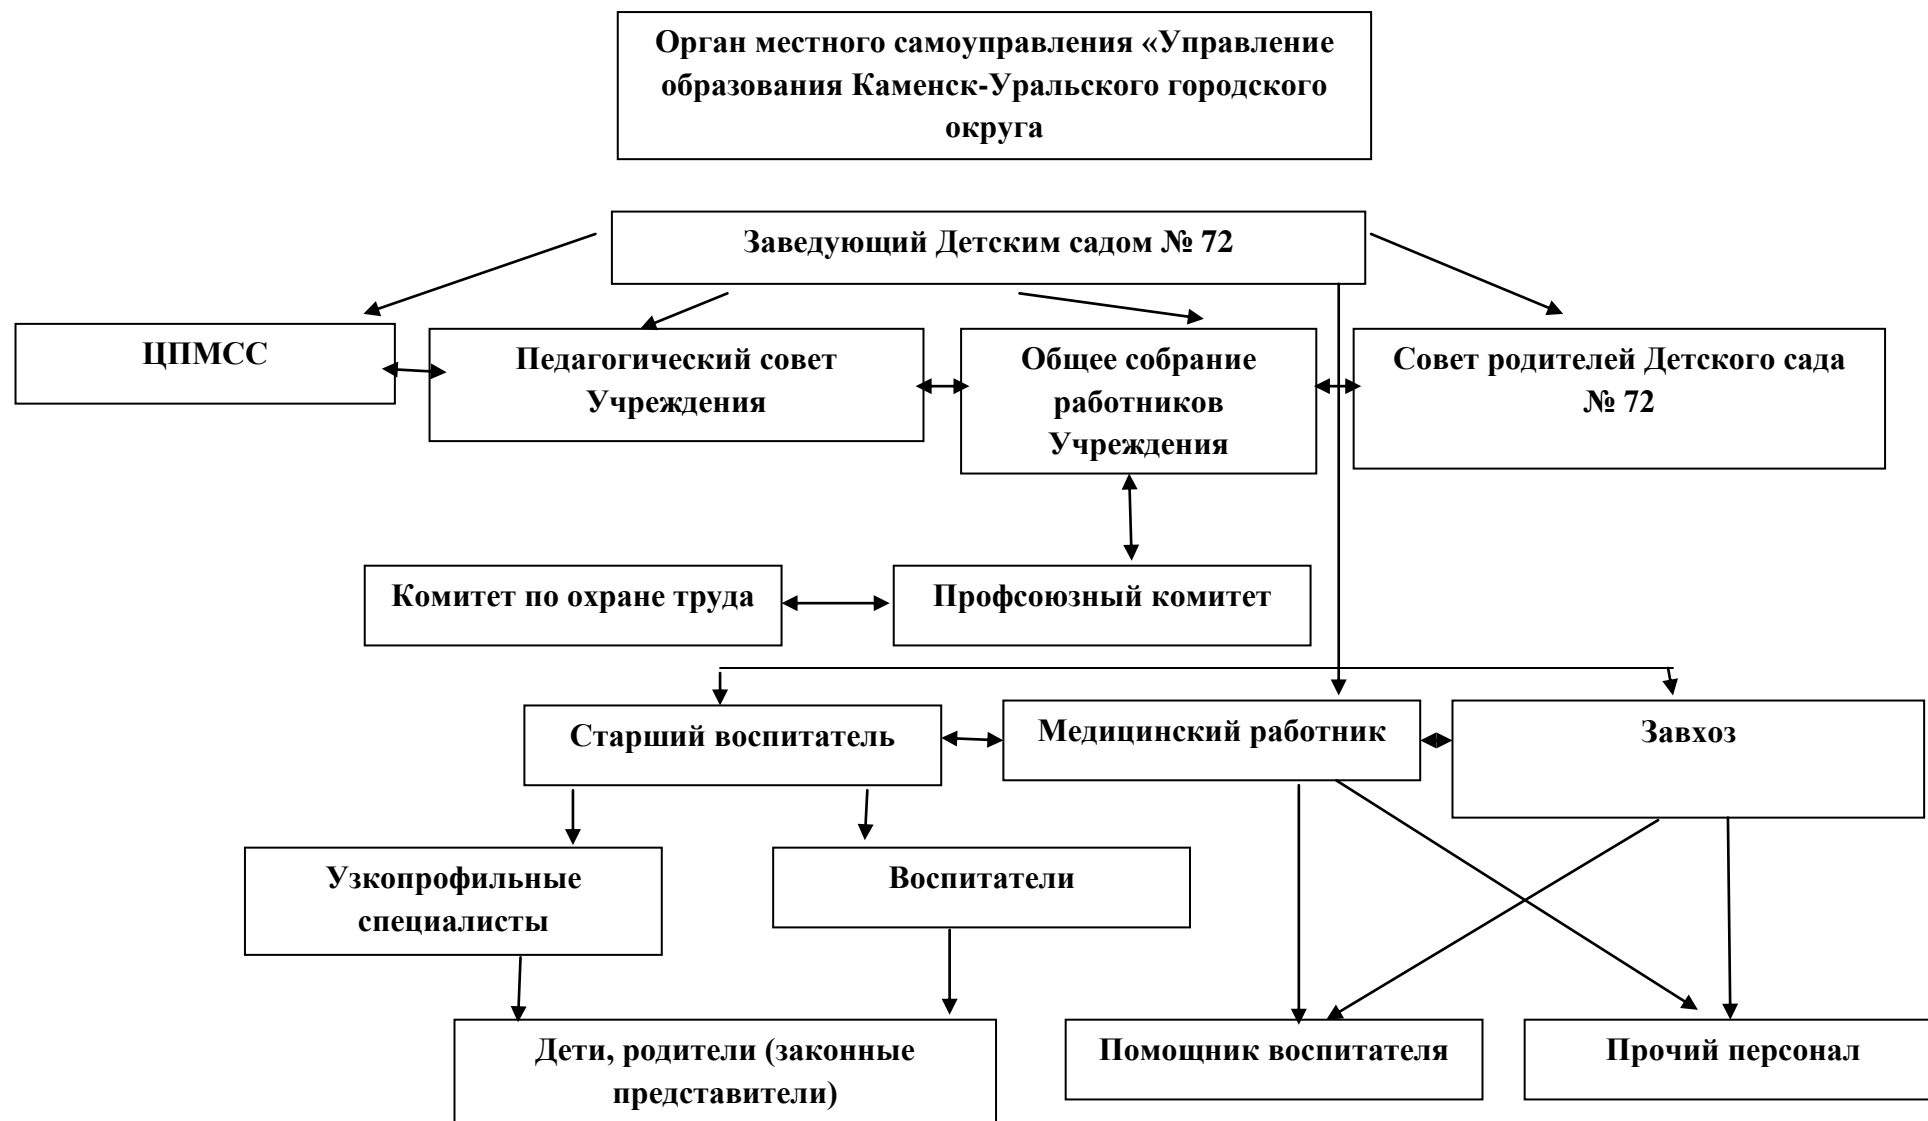 Орган местного самоуправления «Управление
образования Каменск-Уральского городского
округа
Заведующий Детским садом № 72
ЦПМСС
Педагогический совет
Учреждения
Общее собрание
работников
Учреждения
Совет родителей Детского сада
№ 72
Комитет по охране труда
Профсоюзный комитет
Старший воспитатель
Медицинский работник
Завхоз
Узкопрофильные
специалисты
Воспитатели
Дети, родители (законные
представители)
Помощник воспитателя
Прочий персонал